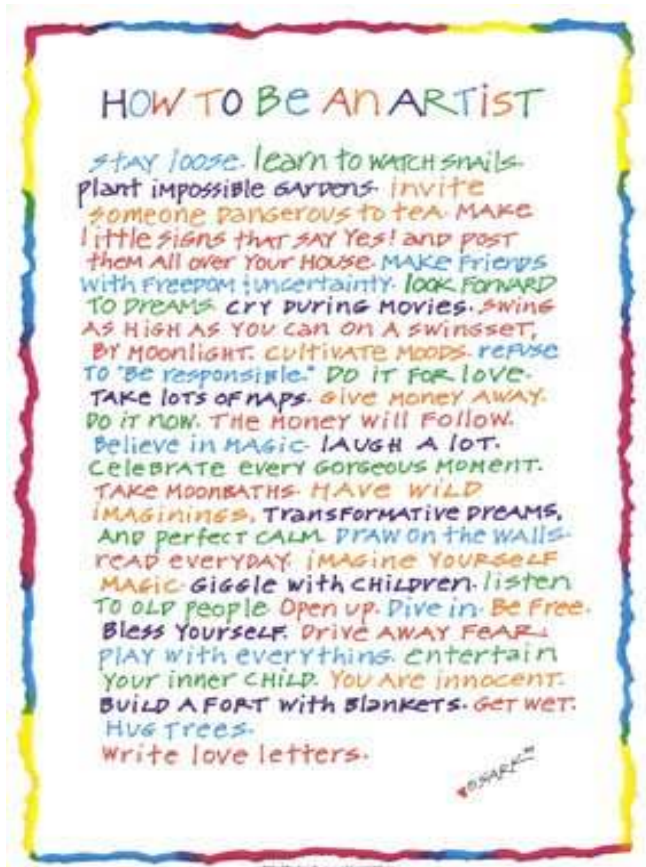 HOW TO BE AN ARTIST
stay loose. learn to watch snails.
plant impossible gardens. invite
someone dangerous to tea. make
little signs that say yes! and post
them all over your house. make friends
with freedom & uncertainty. look forward
to dreams. cry during movies. swing
as high as you can on a swingset,
by moonlight. cultivate moods. refuse
to "be responsible." do it for love.
take lots of naps. give money away.
do it now. the money will follow.
believe in magic. laugh a lot.
celebrate every gorgeous moment.
take moonbaths. have wild
imaginings, transformative dreams,
and perfect calm. draw on the walls.
read everyday. imagine yourself
magic. giggle with children. listen
to old people. open up. dive in. be free.
bless yourself. drive away fear.
play with everything. entertain
your inner child. you are innocent.
build a fort with blankets. get wet.
hug trees.
write love letters.
SARK